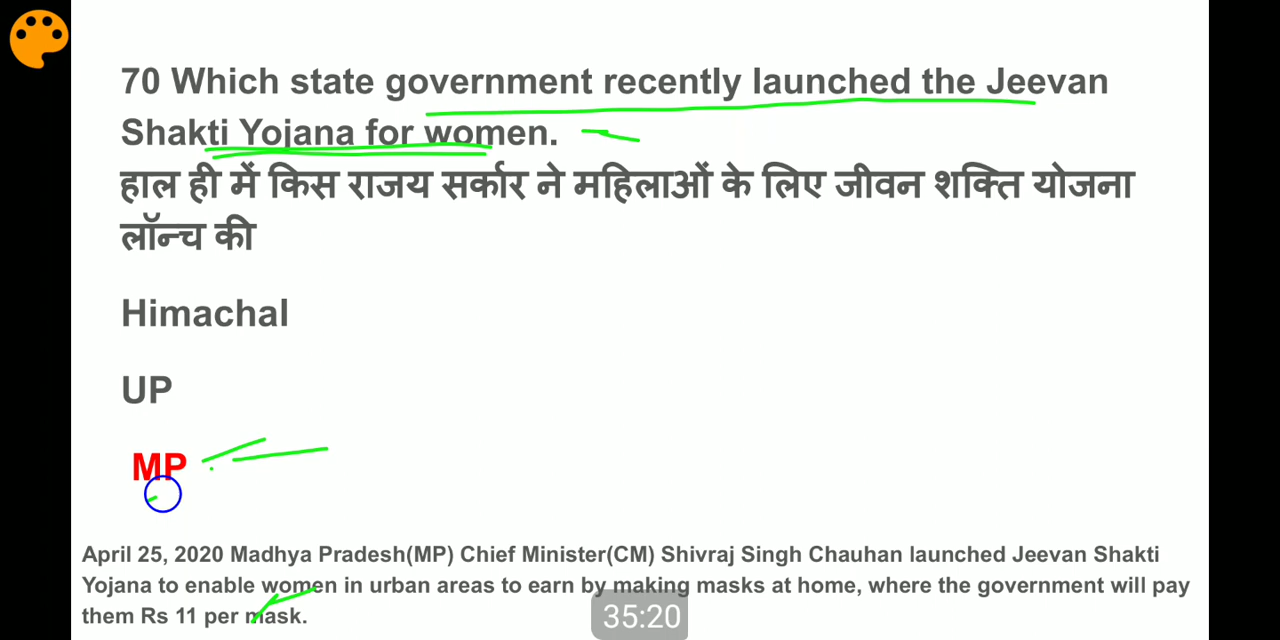 70 Which state government recently launched the Jeevan
Shakti Yojana for women.
हाल ही में किस राजय सर्कार ने महिलाओं के लिए जीवन शक्ति योजना
लॉन्च की
Himachal
UP
MP
April 25, 2020 Madhya Pradesh(MP) Chief Minister(CM) Shivraj Singh Chauhan launched Jeevan Shakti
Yojana to enable women in urban areas to earn by making masks at home, where the government will pay
them Rs 11 per mask.
35:20